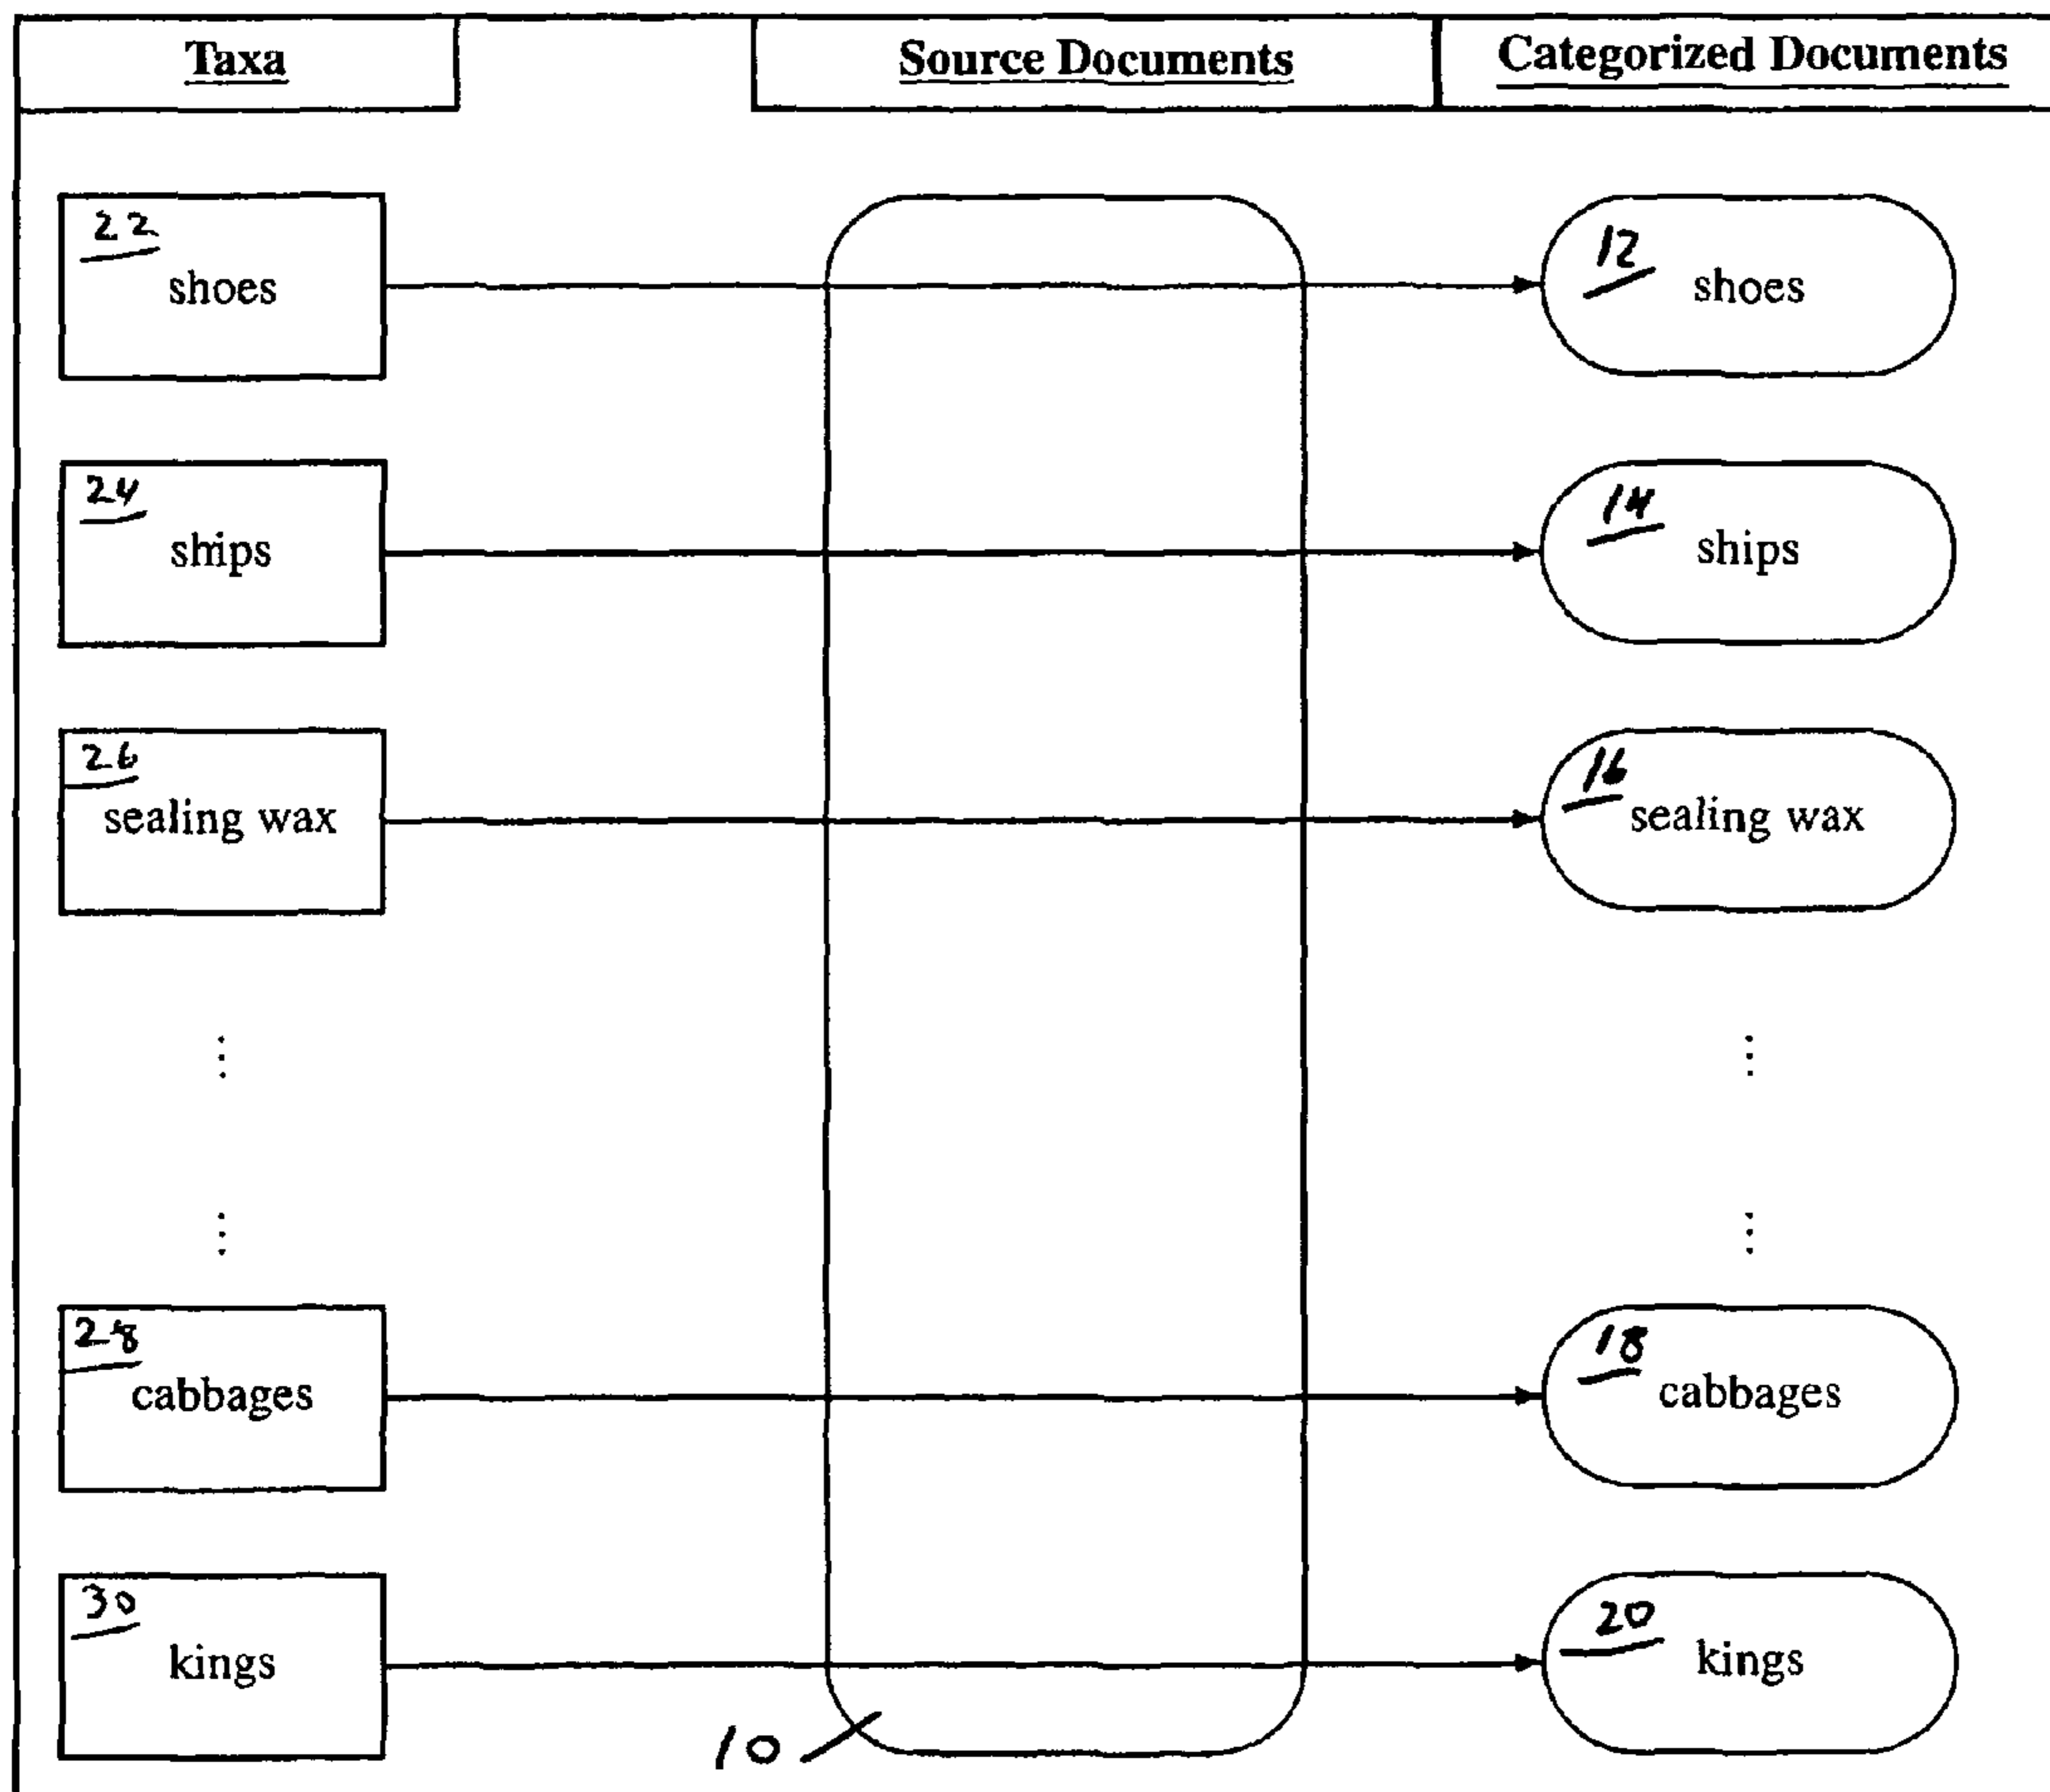 Taxa
Source Documents
Categorized Documents
22
shoes
12
shoes
24
ships
14
ships
26
sealing wax
16
sealing wax
⋮
⋮
⋮
⋮
28
cabbages
18
cabbages
30
kings
20
kings
10